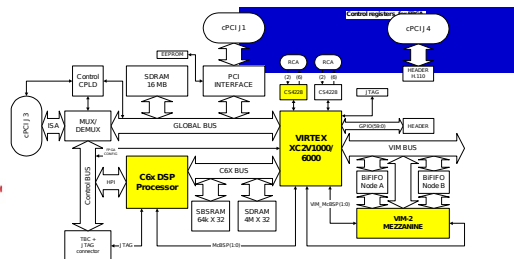 Control registers, for FPGA
cPCI J1
cPCI J4
EEPROM
RCA
RCA
(2) (6)
(2) (6)
Control
CPLD
SDRAM
16 MB
PCI
INTERFACE
CS4228
CS4228
HEADER
H.110
JTAG
cPCI J3
ISA
MUX/
DEMUX
GLOBAL BUS
VIRTEX
XC2V1000/
6000
GPIO(59:0)
HEADER
VIM BUS
CONFIG
Control BUS
HPI
C6x DSP
Processor
C6X BUS
BiFIFO
Node A
BiFIFO
Node B
SBSRAM
64k X 32
SDRAM
4M X 32
VIM_McBSP(1:0)
VIM-2
MEZZANINE
TBC +
JTAG
connector
JTAG
McBSP(1:0)